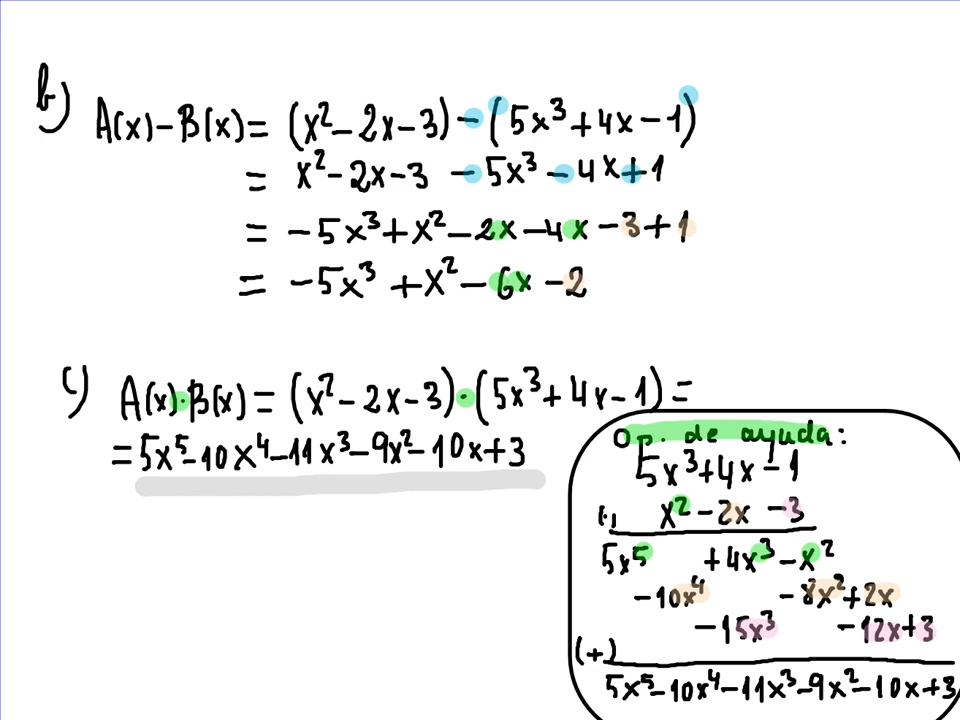 b) A(x)-B(x)= (x²-2x-3)-(5x³+4x-1)
= x²-2x-3 -5x³-4x+1
= -5x³+x²-2x-4x-3+1
= -5x³+x²-6x-2
c) A(x)·B(x)=(x²-2x-3)·(5x³+4x-1)=
=5x⁵-10x⁴-11x³-9x²-10x+3
Op. de ayuda:
5x³+4x-1
(·) x²-2x-3
5x⁵ +4x³-x²
-10x⁴ -8x²+2x
-15x³ -12x+3
(+)
5x⁵-10x⁴-11x³-9x²-10x+3